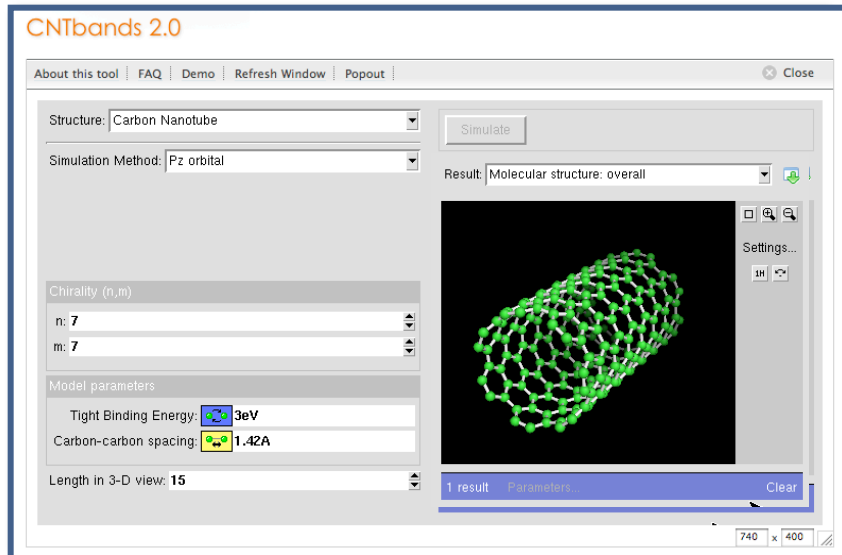 CNTbands 2.0
About this tool FAQ Demo Refresh Window Popout Close
Structure: Carbon Nanotube
Simulation Method: Pz orbital
Chirality (n,m)
n: 7
m: 7
Model parameters
Tight Binding Energy: 3eV
Carbon-carbon spacing: 1.42A
Length in 3-D view: 15
Simulate
Result: Molecular structure: overall
Settings...
1H
1 result Parameters... Clear
740 x 400